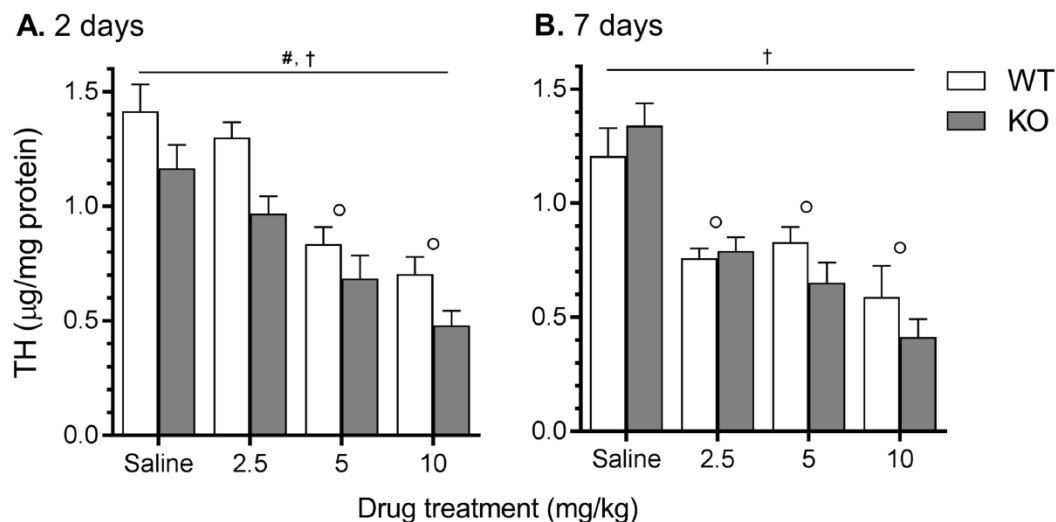 A. 2 days
#, †
1.5
1.0
0.5
0.0
TH (µg/mg protein)
Saline 2.5 5 10
B. 7 days
†
1.5
1.0
0.5
0.0
Saline 2.5 5 10
WT
KO
Drug treatment (mg/kg)